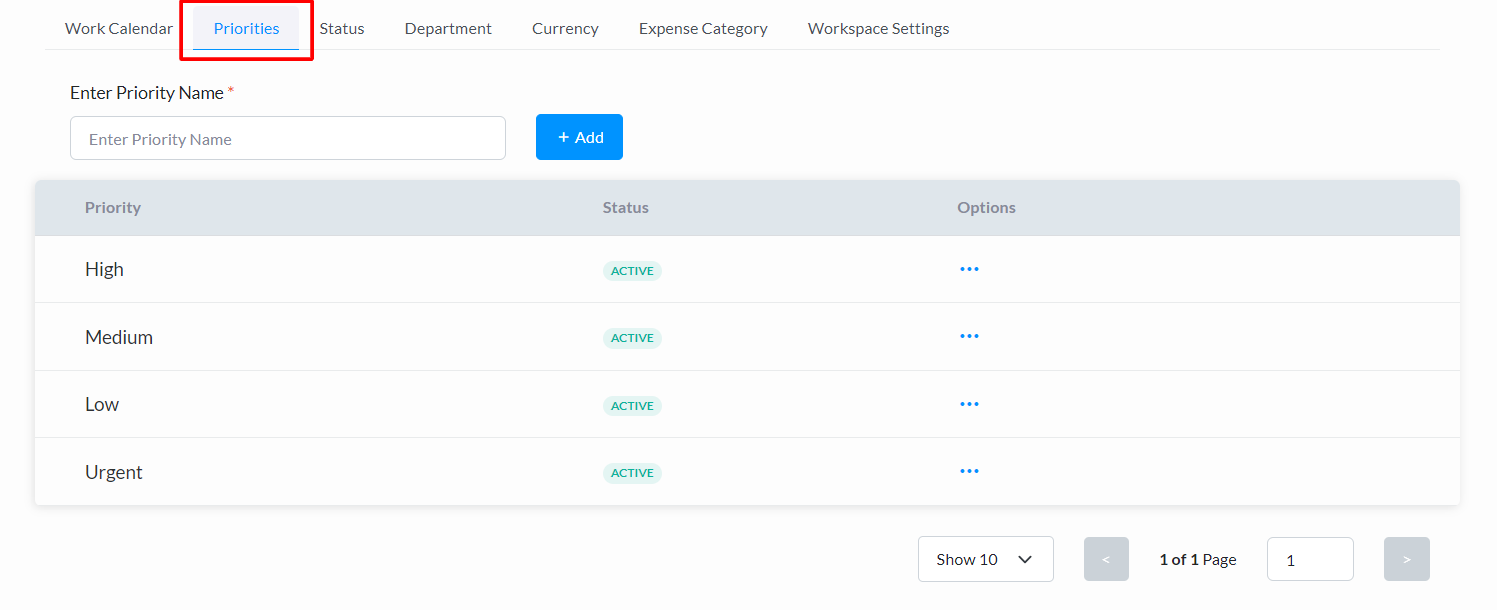 Work Calendar Priorities Status Department Currency Expense Category Workspace Settings
Enter Priority Name *
Enter Priority Name + Add
Priority Status Options
High ACTIVE ...
Medium ACTIVE ...
Low ACTIVE ...
Urgent ACTIVE ...
Show 10 < 1 of 1 Page 1 >